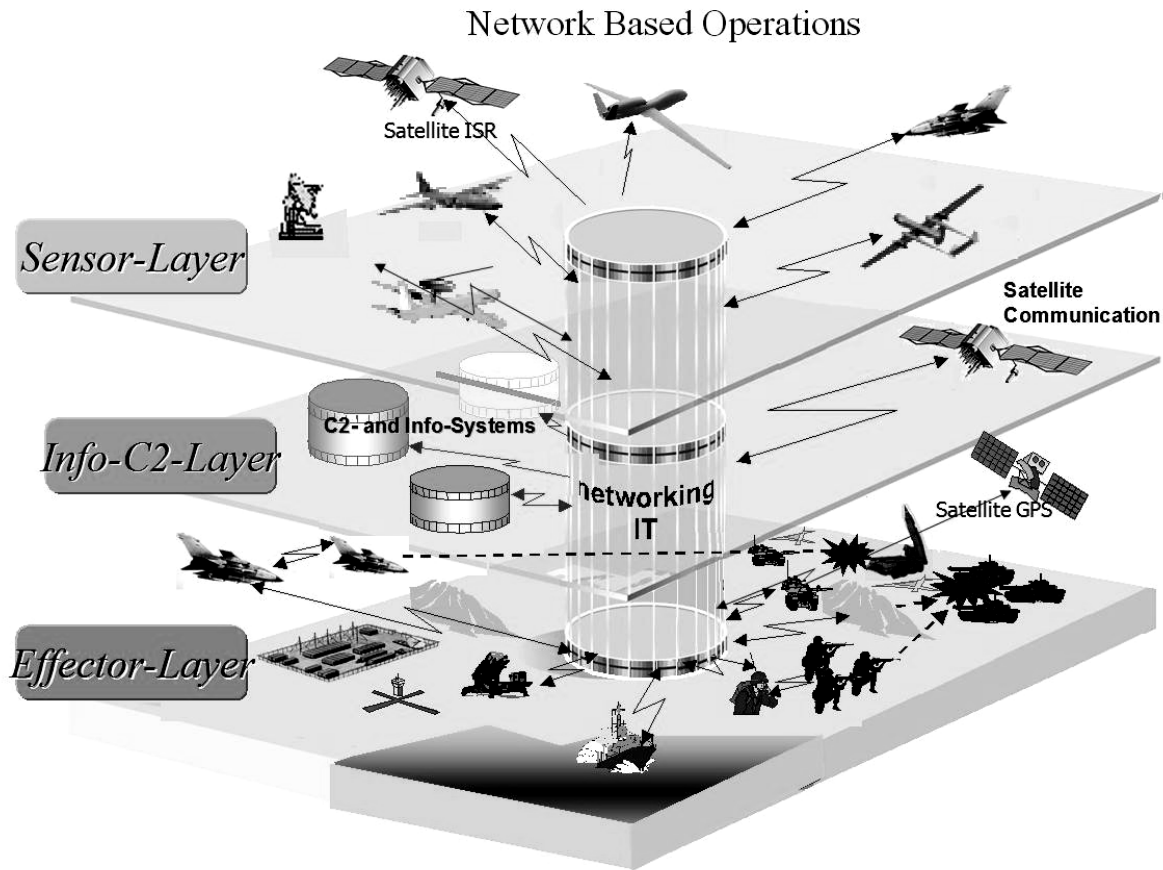 Network Based Operations
Satellite ISR
Sensor-Layer
Satellite
Communication
C2- and Info-Systems
Info-C2-Layer
networking
IT
Satellite GPS
Effector-Layer